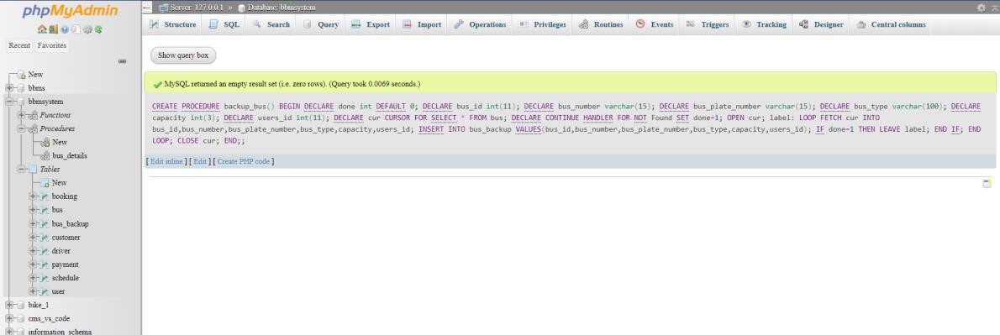 phpMyAdmin
Recent Favorites
New
bbms
bbmsystem
Functions
Procedures
New
bus_details
Tables
New
booking
bus
bus_backup
customer
driver
payment
schedule
user
bike_1
cms_vs_code
information_schema
Server: 127.0.0.1 » Database: bbmsystem
Structure SQL Search Query Export Import Operations Privileges Routines Events Triggers Tracking Designer Central columns
Show query box
MySQL returned an empty result set (i.e. zero rows). (Query took 0.0069 seconds.)
CREATE PROCEDURE backup_bus() BEGIN DECLARE done int DEFAULT 0; DECLARE bus_id int(11); DECLARE bus_number varchar(15); DECLARE bus_plate_number varchar(15); DECLARE bus_type varchar(100); DECLARE
capacity int(3); DECLARE users_id int(11); DECLARE cur CURSOR FOR SELECT * FROM bus; DECLARE CONTINUE HANDLER FOR NOT Found SET done=1; OPEN cur; label: LOOP FETCH cur INTO
bus_id,bus_number,bus_plate_number,bus_type,capacity,users_id; INSERT INTO bus_backup VALUES(bus_id,bus_number,bus_plate_number,bus_type,capacity,users_id); IF done=1 THEN LEAVE label; END IF; END
LOOP; CLOSE cur; END;;
[ Edit inline ] [ Edit ] [ Create PHP code ]